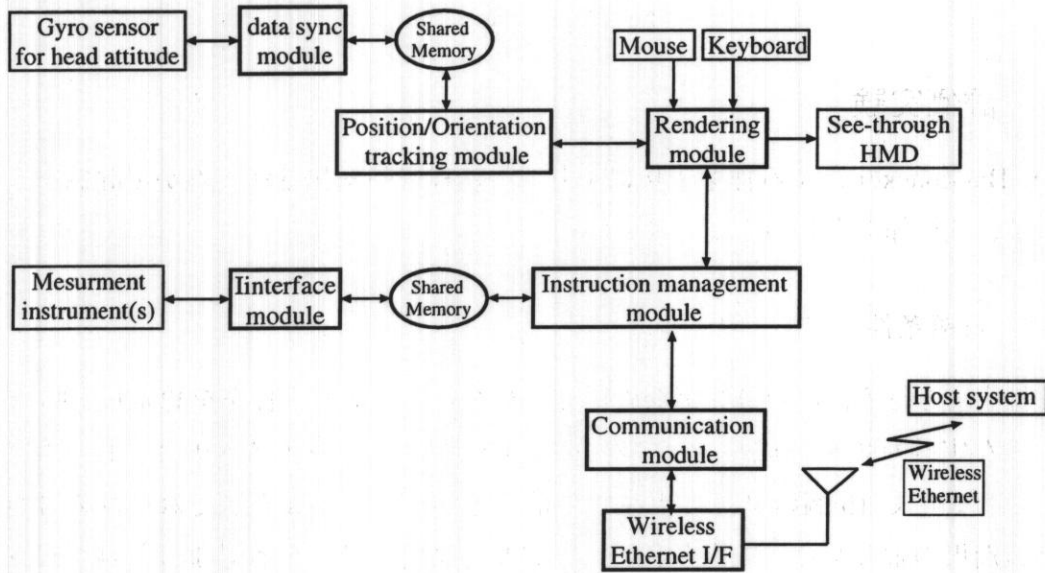 Gyro sensor
for head attitude
data sync
module
Shared
Memory
Mouse
Keyboard
Position/Orientation
tracking module
Rendering
module
See-through
HMD
Mesurment
instrument(s)
Iinterface
module
Shared
Memory
Instruction management
module
Communication
module
Host system
Wireless
Ethernet
Wireless
Ethernet I/F